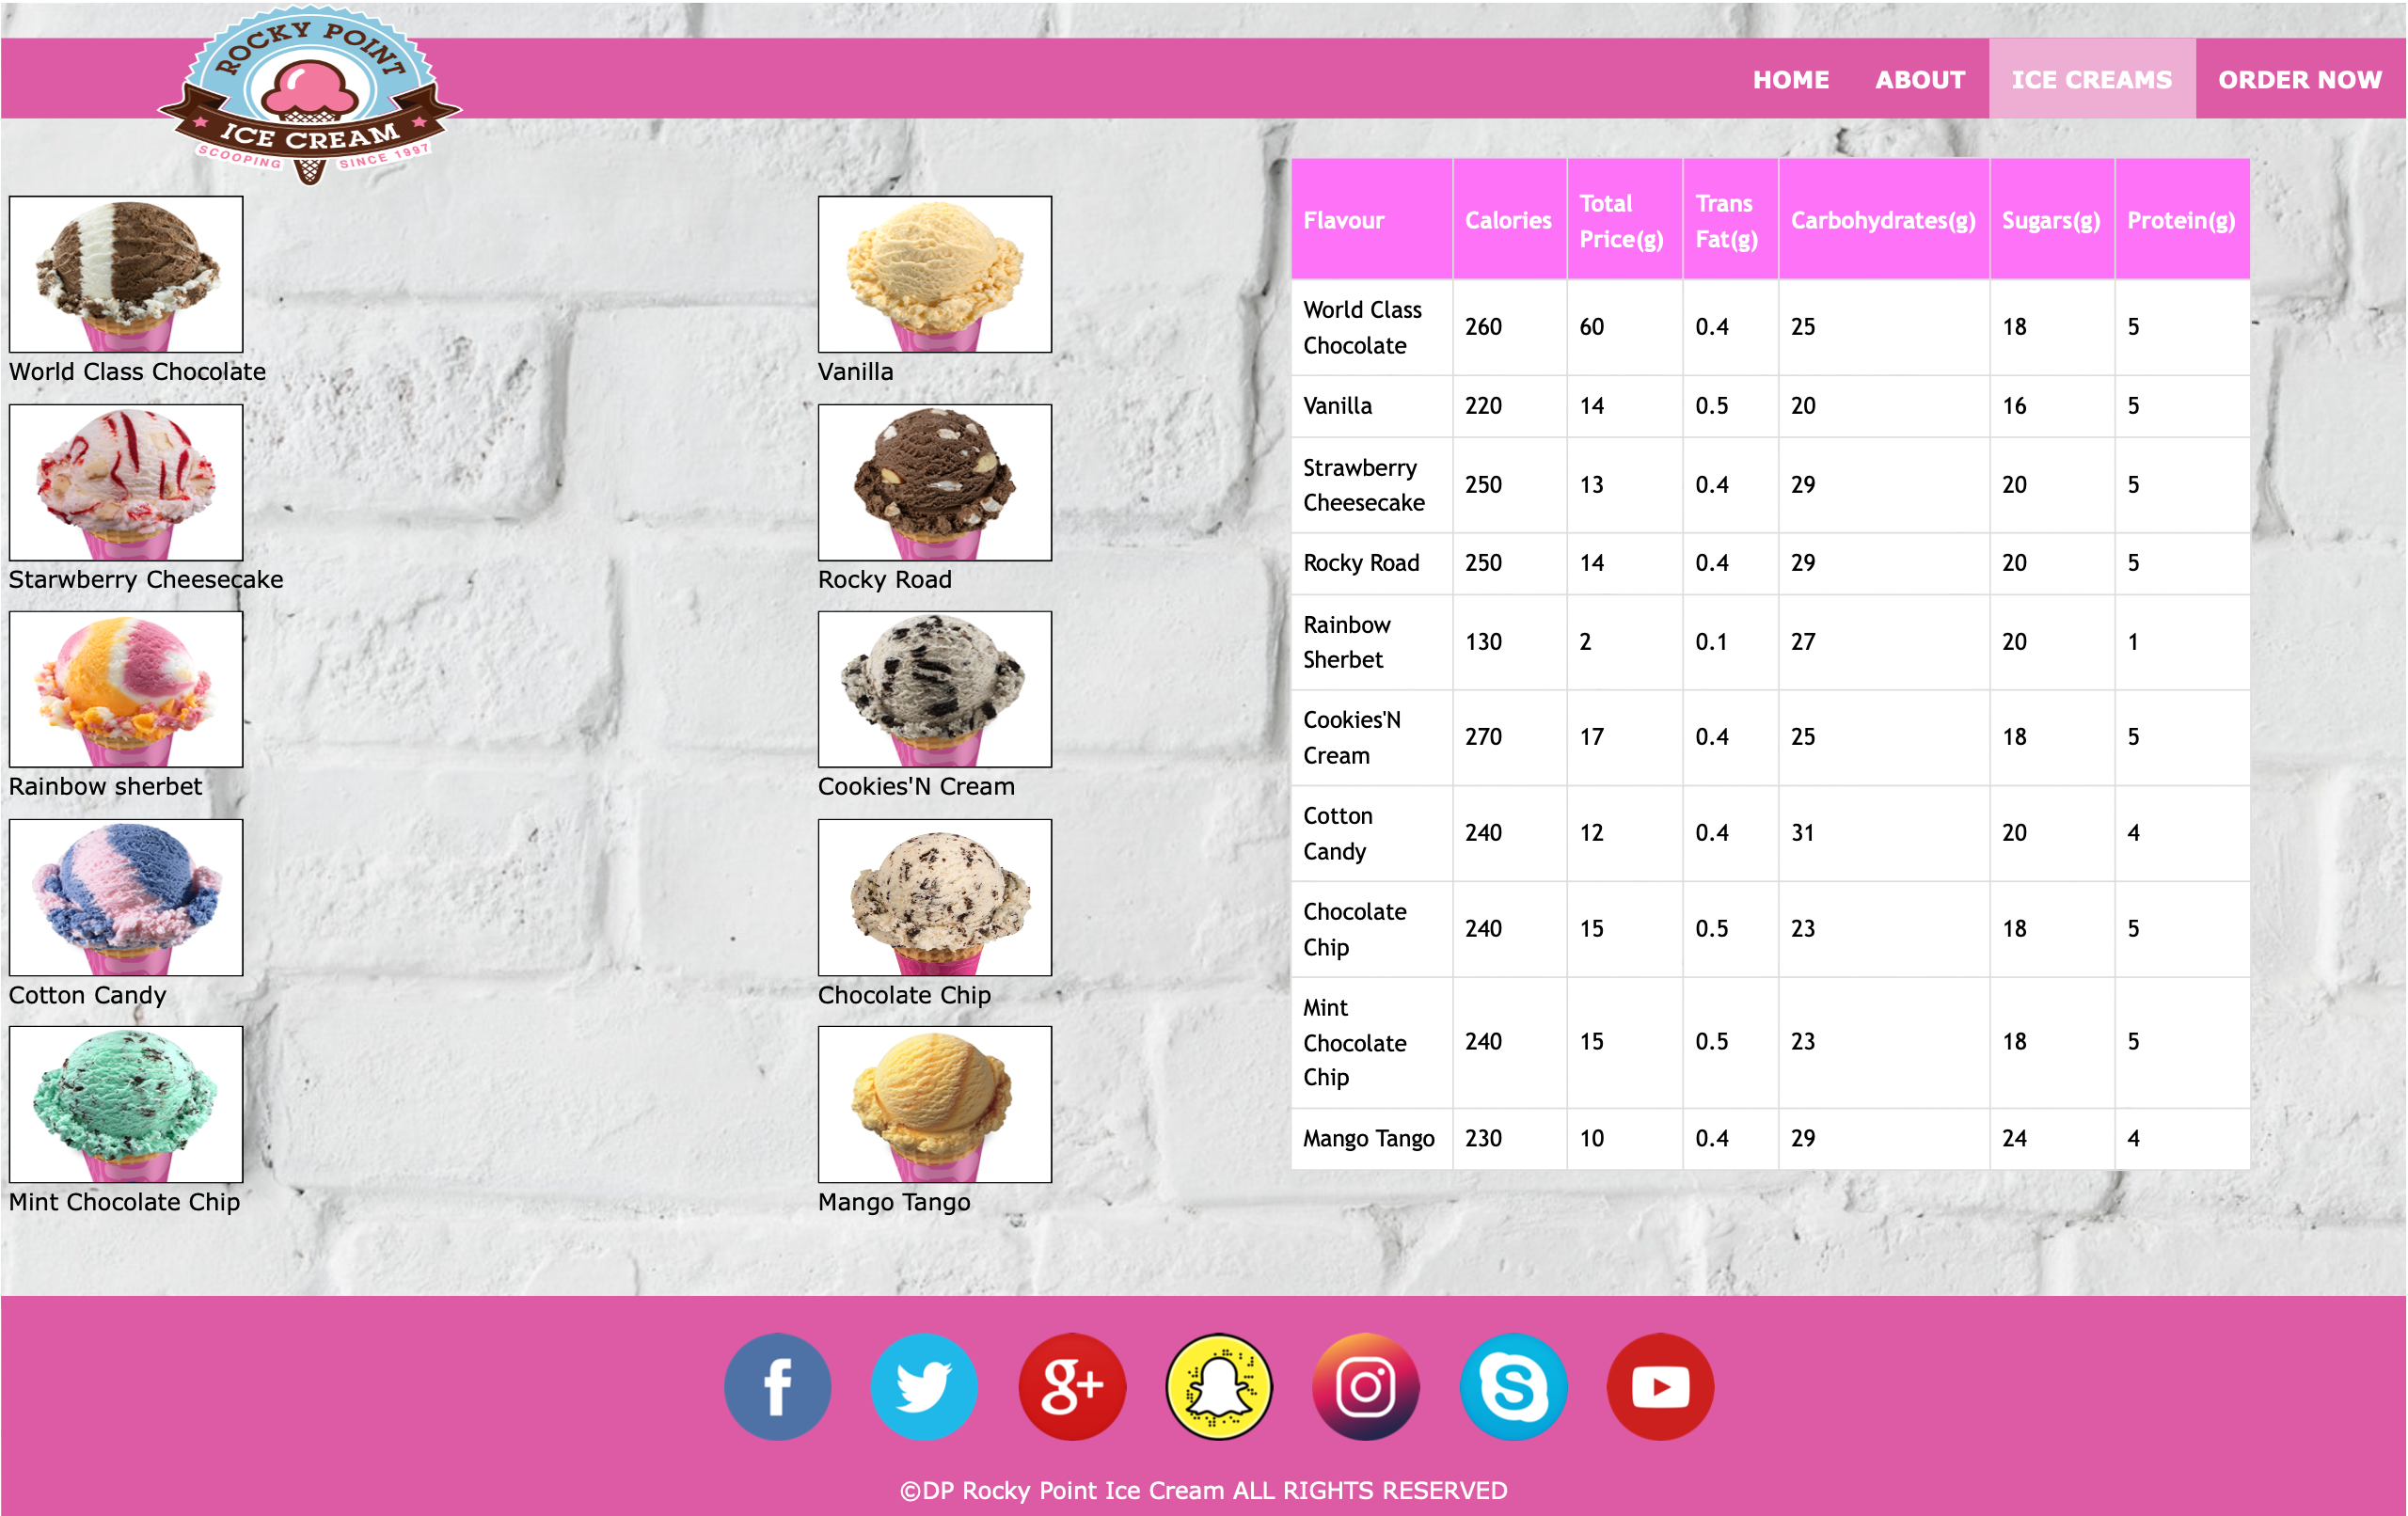 ROCKY POINT
ICE CREAM
SCOOPING SINCE 1997
HOME ABOUT ICE CREAMS ORDER NOW
World Class Chocolate
Vanilla
Starwberry Cheesecake
Rocky Road
Rainbow sherbet
Cookies'N Cream
Cotton Candy
Chocolate Chip
Mint Chocolate Chip
Mango Tango
Flavour Calories Total Price(g) Trans Fat(g) Carbohydrates(g) Sugars(g) Protein(g)
World Class Chocolate 260 60 0.4 25 18 5
Vanilla 220 14 0.5 20 16 5
Strawberry Cheesecake 250 13 0.4 29 20 5
Rocky Road 250 14 0.4 29 20 5
Rainbow Sherbet 130 2 0.1 27 20 1
Cookies'N Cream 270 17 0.4 25 18 5
Cotton Candy 240 12 0.4 31 20 4
Chocolate Chip 240 15 0.5 23 18 5
Mint Chocolate Chip 240 15 0.5 23 18 5
Mango Tango 230 10 0.4 29 24 4
f g+ S
©DP Rocky Point Ice Cream ALL RIGHTS RESERVED